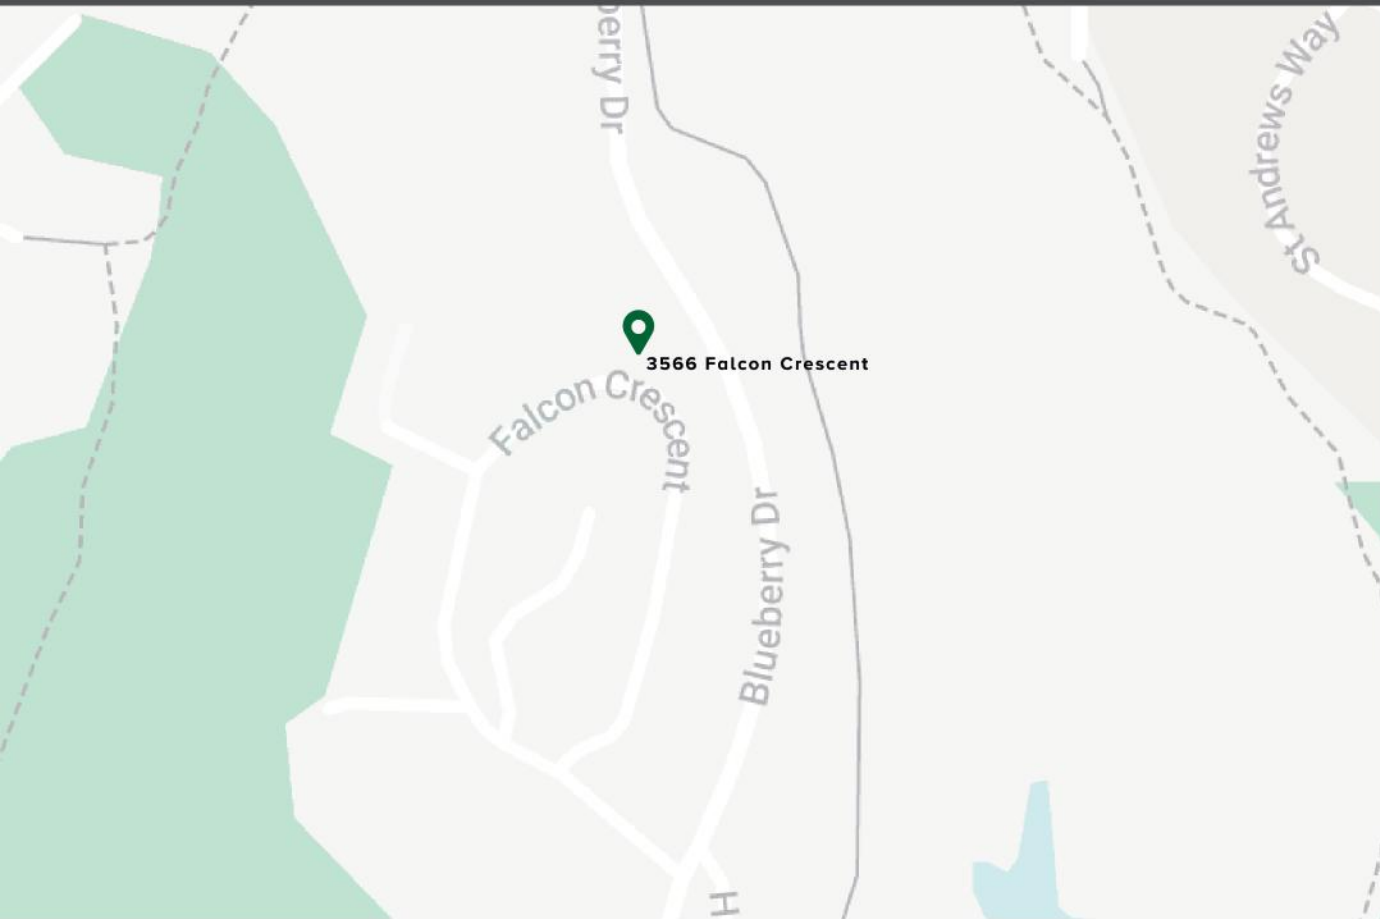 berry Dr
St Andrews Way
3566 Falcon Crescent
Falcon Crescent
Blueberry Dr
H